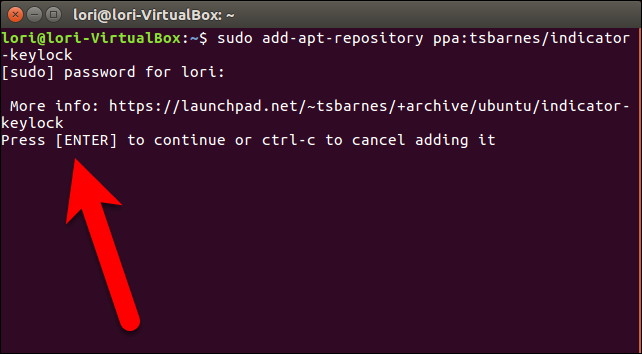 lori@lori-VirtualBox: ~
lori@lori-VirtualBox:~$ sudo add-apt-repository ppa:tsbarnes/indicator
-keylock
[sudo] password for lori:
More info: https://launchpad.net/~tsbarnes/+archive/ubuntu/indicator-
keylock
Press [ENTER] to continue or ctrl-c to cancel adding it